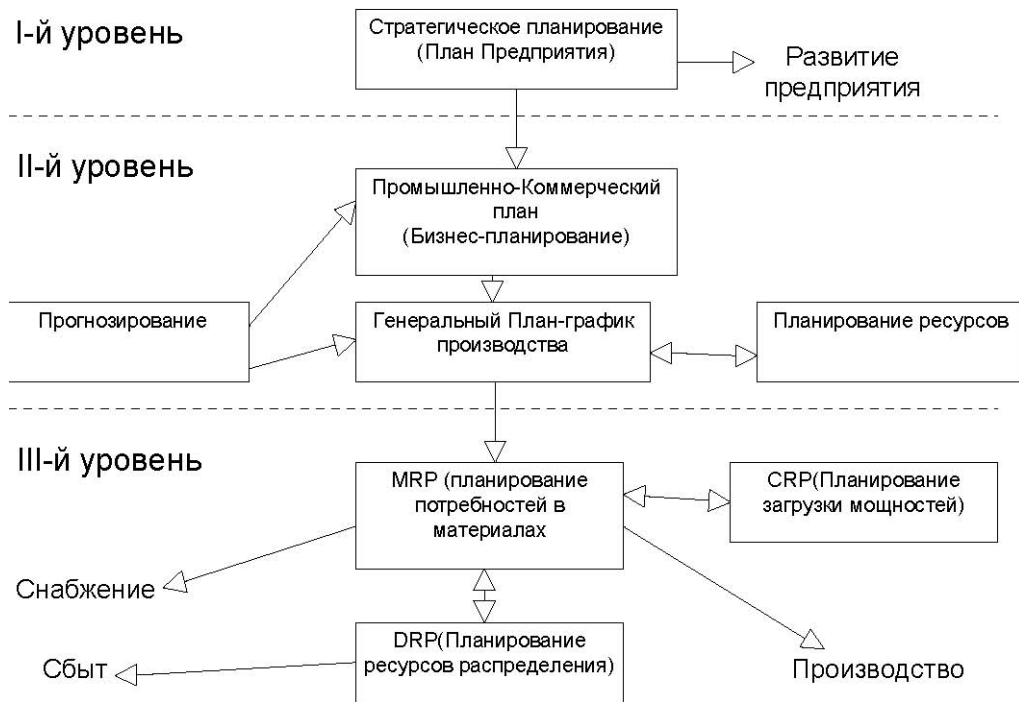 I-й уровень
Стратегическое планирование
(План Предприятия)
Развитие
предприятия
II-й уровень
Промышленно-Коммерческий
план
(Бизнес-планирование)
Прогнозирование
Генеральный План-график
производства
Планирование ресурсов
III-й уровень
MRP (планирование
потребностей в
материалах
CRP(Планирование
загрузки мощностей)
Снабжение
DRP(Планирование
ресурсов распределения)
Сбыт
Производство